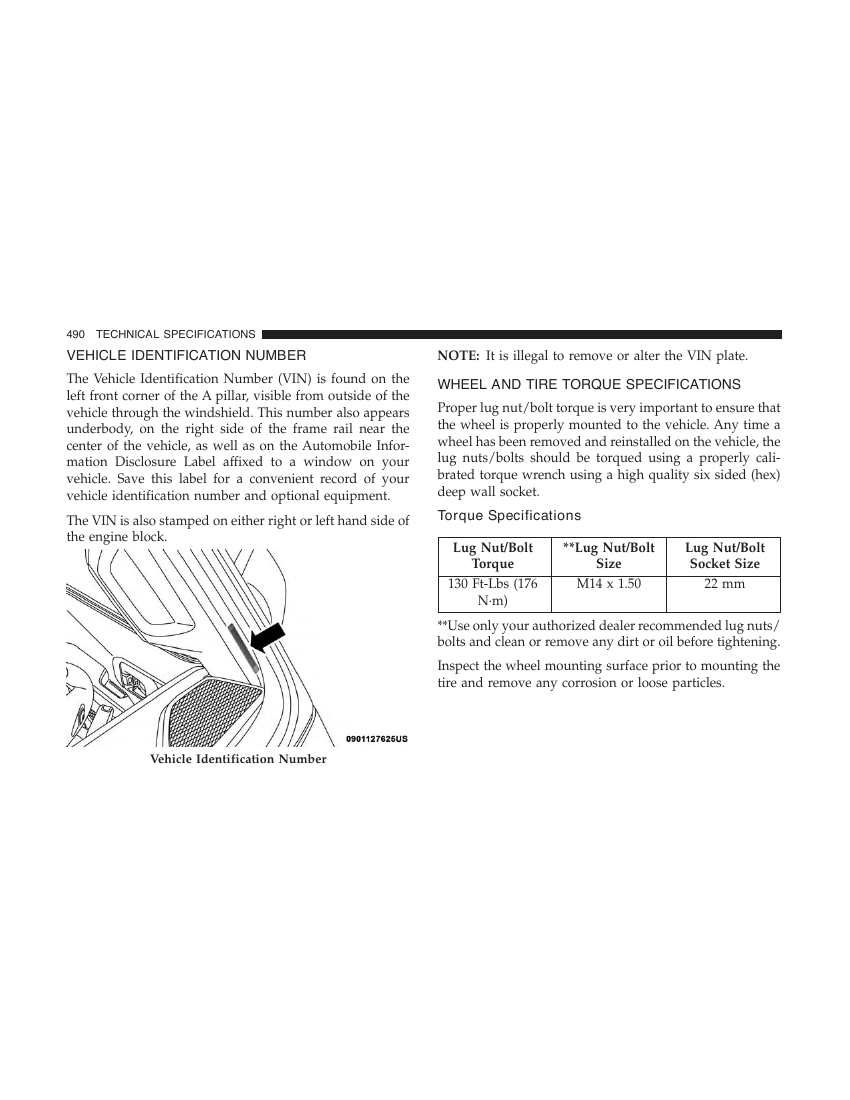 490 TECHNICAL SPECIFICATIONS
VEHICLE IDENTIFICATION NUMBER
The Vehicle Identification Number (VIN) is found on the
left front corner of the A pillar, visible from outside of the
vehicle through the windshield. This number also appears
underbody, on the right side of the frame rail near the
center of the vehicle, as well as on the Automobile Infor-
mation Disclosure Label affixed to a window on your
vehicle. Save this label for a convenient record of your
vehicle identification number and optional equipment.
The VIN is also stamped on either right or left hand side of
the engine block.
0901127625US
Vehicle Identification Number
NOTE: It is illegal to remove or alter the VIN plate.
WHEEL AND TIRE TORQUE SPECIFICATIONS
Proper lug nut/bolt torque is very important to ensure that
the wheel is properly mounted to the vehicle. Any time a
wheel has been removed and reinstalled on the vehicle, the
lug nuts/bolts should be torqued using a properly cali-
brated torque wrench using a high quality six sided (hex)
deep wall socket.
Torque Specifications
Lug Nut/Bolt Torque
**Lug Nut/Bolt Size
Lug Nut/Bolt Socket Size
130 Ft-Lbs (176 N·m)
M14 x 1.50
22 mm
**Use only your authorized dealer recommended lug nuts/
bolts and clean or remove any dirt or oil before tightening.
Inspect the wheel mounting surface prior to mounting the
tire and remove any corrosion or loose particles.